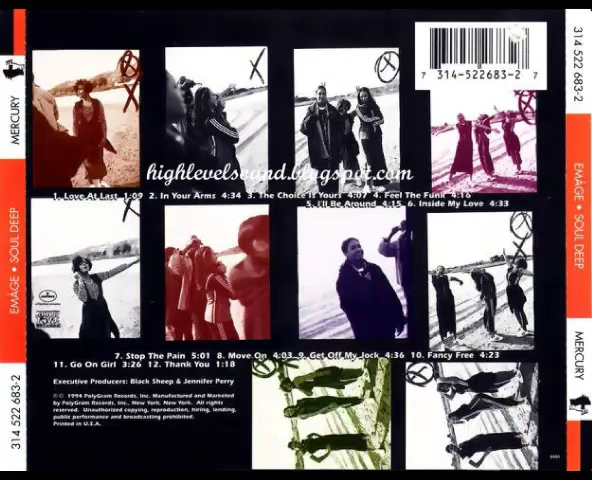 314 522 683-2
MERCURY
EMÀGE • SOUL DEEP
7 314-522683-2 7
314 522 683-2
EMÀGE • SOUL DEEP
MERCURY
highlevelsound.blogspot.com
1. Love At Last 1:09 2. In Your Arms 4:34 3. The Choice Is Yours 4:07 4. Feel The Funk 4:16
5. I'll Be Around 4:15 6. Inside My Love 4:33
7. Stop The Pain 5:01 8. Move On 4:03 9. Get Off My Jock 4:36 10. Fancy Free 4:23
11. Go On Girl 3:26 12. Thank You 1:18
Executive Producers: Black Sheep & Jennifer Perry
℗© 1994 PolyGram Records, Inc. Manufactured and Marketed
by PolyGram Records, Inc., New York, New York. All rights
reserved. Unauthorized copying, reproduction, hiring, lending,
public performance and broadcasting prohibited.
Printed in U.S.A.